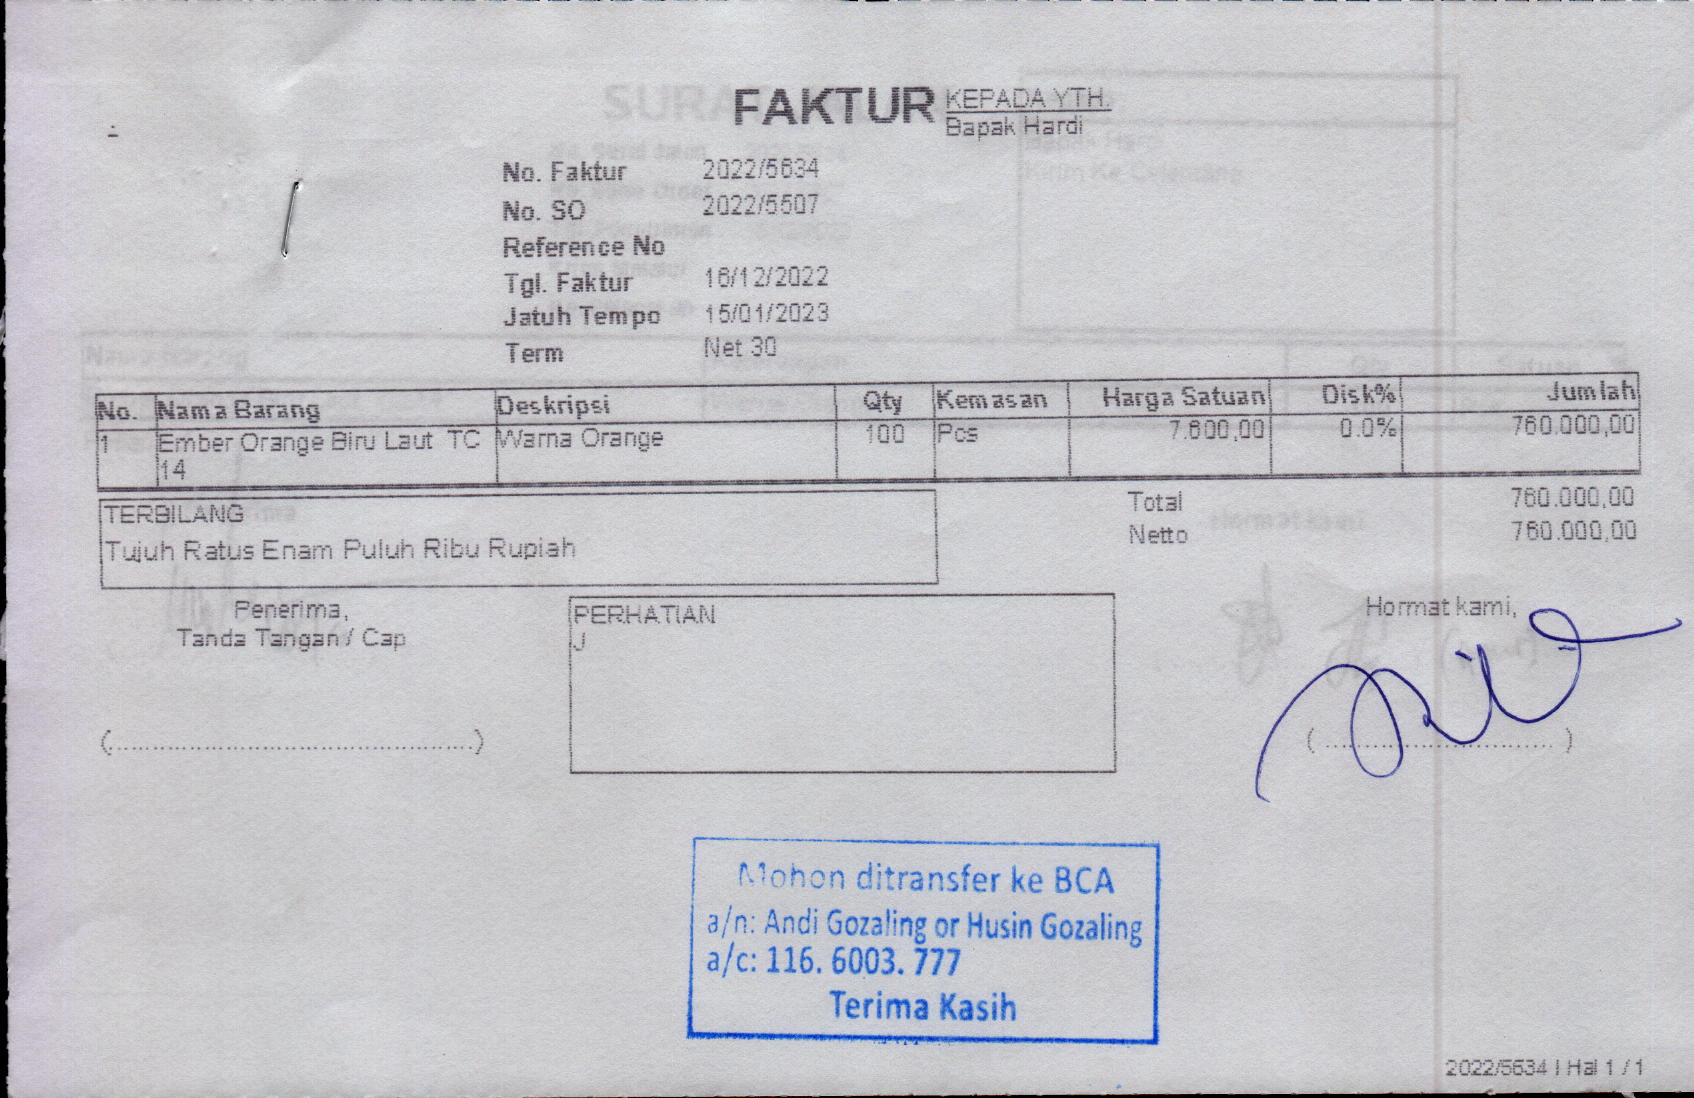 FAKTUR
KEPADA YTH.
Bapak Hardi
No. Faktur 2022/5634
No. SO 2022/5507
Reference No
Tgl. Faktur 16/12/2022
Jatuh Tempo 15/01/2023
Term Net 30
No. Nama Barang Deskripsi Qty Kemasan Harga Satuan Disk% Jumlah
1 Ember Orange Biru Laut TC 14 Warna Orange 100 Pcs 7.600,00 0.0% 760.000,00
TERBILANG
Tujuh Ratus Enam Puluh Ribu Rupiah
Total 760.000,00
Netto 760.000,00
Penerima,
Tanda Tangan / Cap
PERHATIAN
J
Hormat kami,
Mohon ditransfer ke BCA
a/n: Andi Gozaling or Husin Gozaling
a/c: 116. 6003. 777
Terima Kasih
2022/5634 | Hal 1 / 1